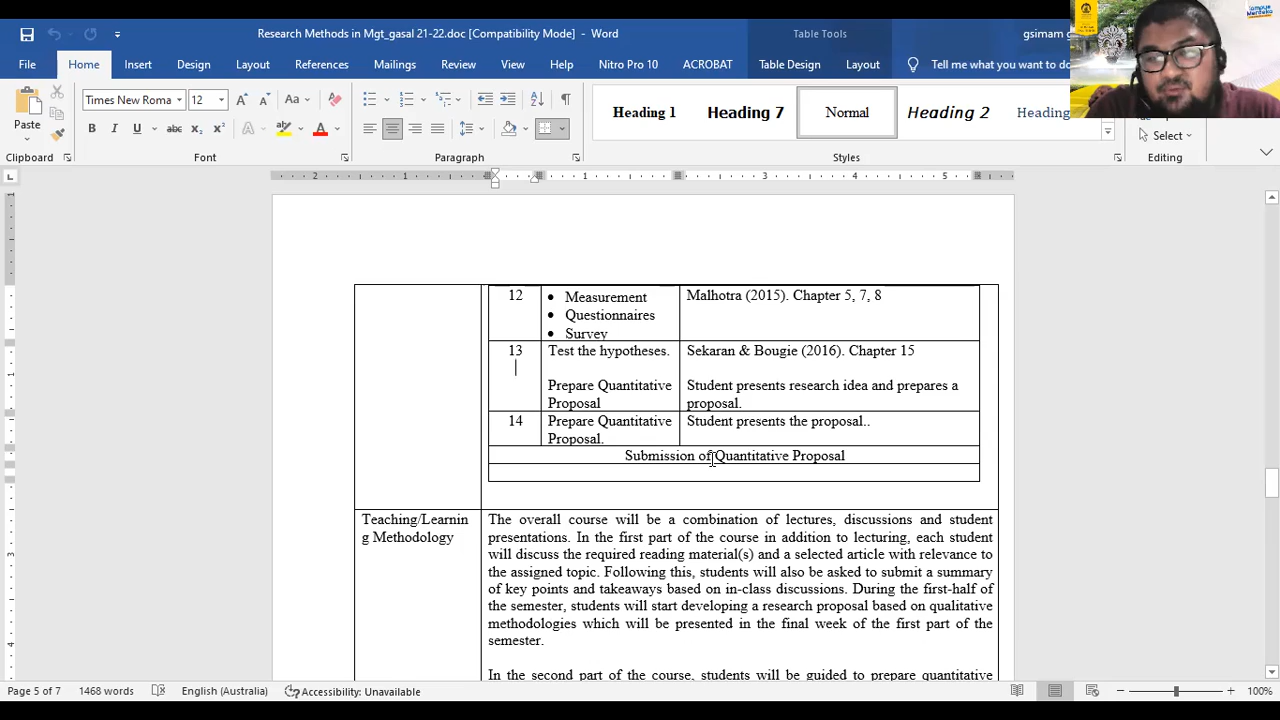 Research Methods in Mgt_gasal 21-22.doc [Compatibility Mode] - Word
Table Tools
gsimam g
File Home Insert Design Layout References Mailings Review View Help Nitro Pro 10 ACROBAT Table Design Layout Tell me what you want to do
Times New Roma 12
Heading 1 Heading 7 Normal Heading 2 Heading
Paste
Select
Clipboard Font Paragraph Styles Editing
12
Measurement
Questionnaires
Survey
Malhotra (2015). Chapter 5, 7, 8
13
Test the hypotheses.
Prepare Quantitative
Proposal
Sekaran & Bougie (2016). Chapter 15
Student presents research idea and prepares a
proposal.
14
Prepare Quantitative
Proposal.
Student presents the proposal..
Submission of Quantitative Proposal
Teaching/Learnin
g Methodology
The overall course will be a combination of lectures, discussions and student
presentations. In the first part of the course in addition to lecturing, each student
will discuss the required reading material(s) and a selected article with relevance to
the assigned topic. Following this, students will also be asked to submit a summary
of key points and takeaways based on in-class discussions. During the first-half of
the semester, students will start developing a research proposal based on qualitative
methodologies which will be presented in the final week of the first part of the
semester.
In the second part of the course, students will be guided to prepare quantitative
Page 5 of 7 1468 words English (Australia) Accessibility: Unavailable 100%